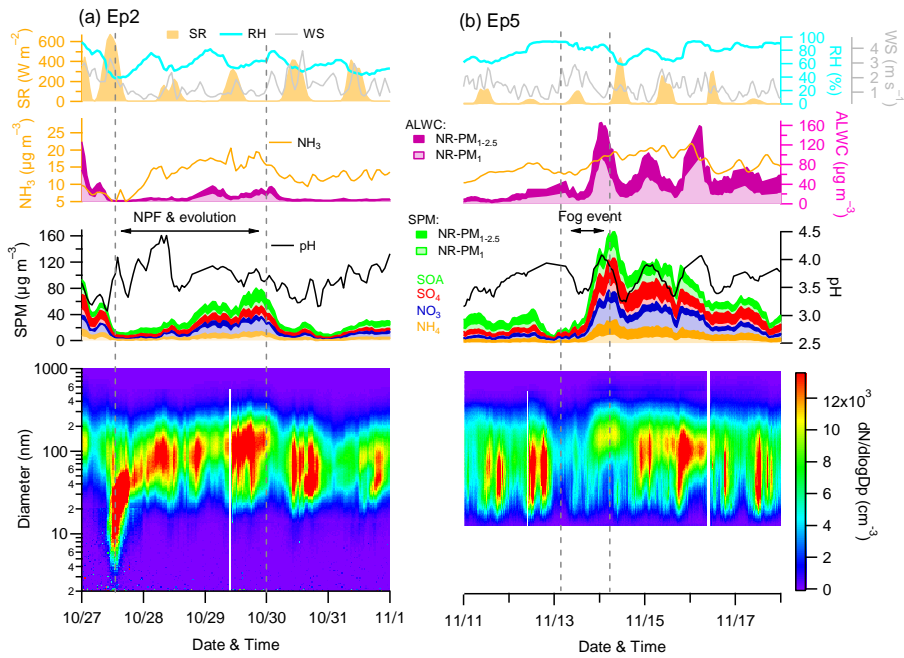 (a) Ep2
(b) Ep5
SR RH WS
600
400
200
0
SR (W m⁻²)
100
80
60
40
20
0
RH (%)
4
3
2
1
WS (m s⁻¹)
25
20
15
10
5
NH₃ (µg m⁻³)
NH₃
ALWC:
NR-PM₁₋₂.₅
NR-PM₁
160
120
80
40
0
ALWC (µg m⁻³)
NPF & evolution
Fog event
SPM:
NR-PM₁₋₂.₅
NR-PM₁
SOA
SO₄
NO₃
NH₄
pH
160
120
80
40
0
SPM (µg m⁻³)
4.5
4.0
3.5
3.0
2.5
pH
1000
6
4
2
100
6
4
2
10
6
4
2
Diameter (nm)
10/27 10/28 10/29 10/30 10/31 11/1
Date & Time
11/11 11/13 11/15 11/17
Date & Time
12x10³
10
8
6
4
2
0
dN/dlogDp (cm⁻³)